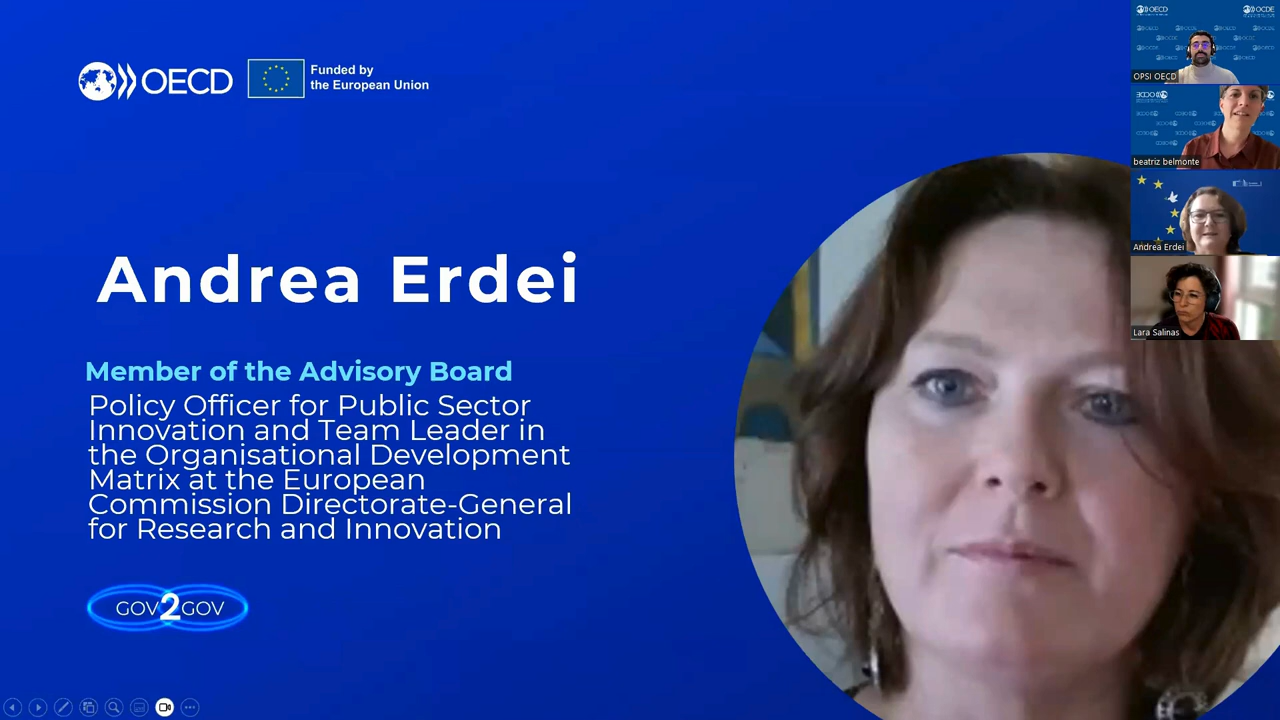 OECD
Funded by
the European Union
Andrea Erdei
Member of the Advisory Board
Policy Officer for Public Sector
Innovation and Team Leader in
the Organisational Development
Matrix at the European
Commission Directorate-General
for Research and Innovation
GOV2GOV
OECD
OCDE
OPSI OECD
beatriz belmonte
Andrea Erdei
Lara Salinas